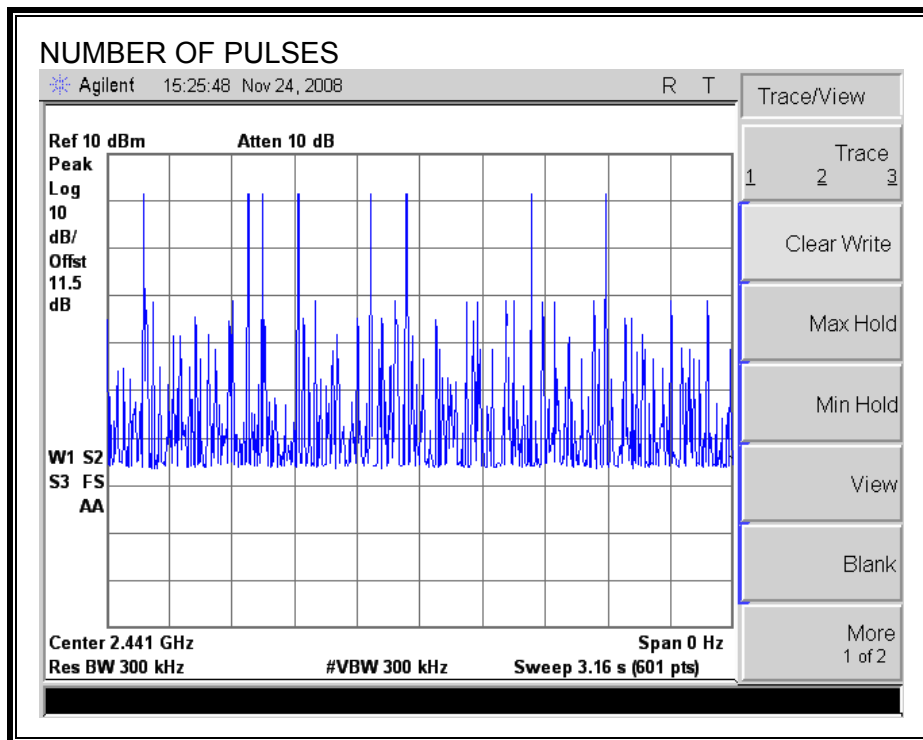 NUMBER OF PULSES
Agilent 15:25:48 Nov 24, 2008 R T
Ref 10 dBm Atten 10 dB
Peak
Log
10
dB/
Offst
11.5
dB
W1 S2
S3 FS
AA
Center 2.441 GHz Span 0 Hz
Res BW 300 kHz #VBW 300 kHz Sweep 3.16 s (601 pts)
Trace/View
Trace
1 2 3
Clear Write
Max Hold
Min Hold
View
Blank
More
1 of 2